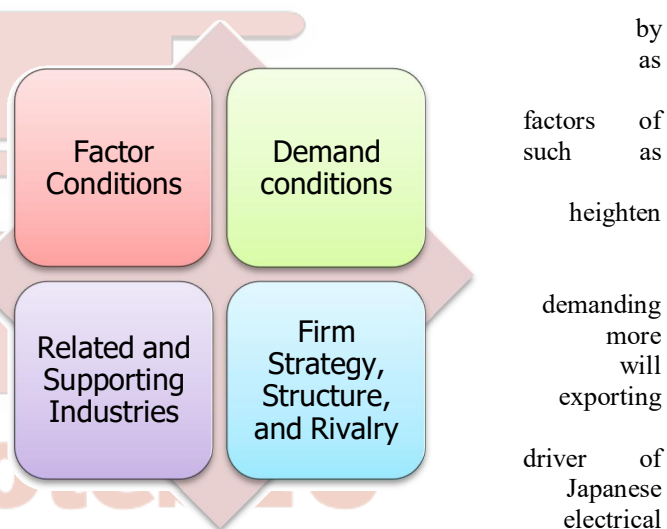 Factor
Conditions
Demand
conditions
Related and
Supporting
Industries
Firm
Strategy,
Structure,
and Rivalry
by
as
factors of
such as
heighten
demanding
more
will
exporting
driver of
Japanese
electrical